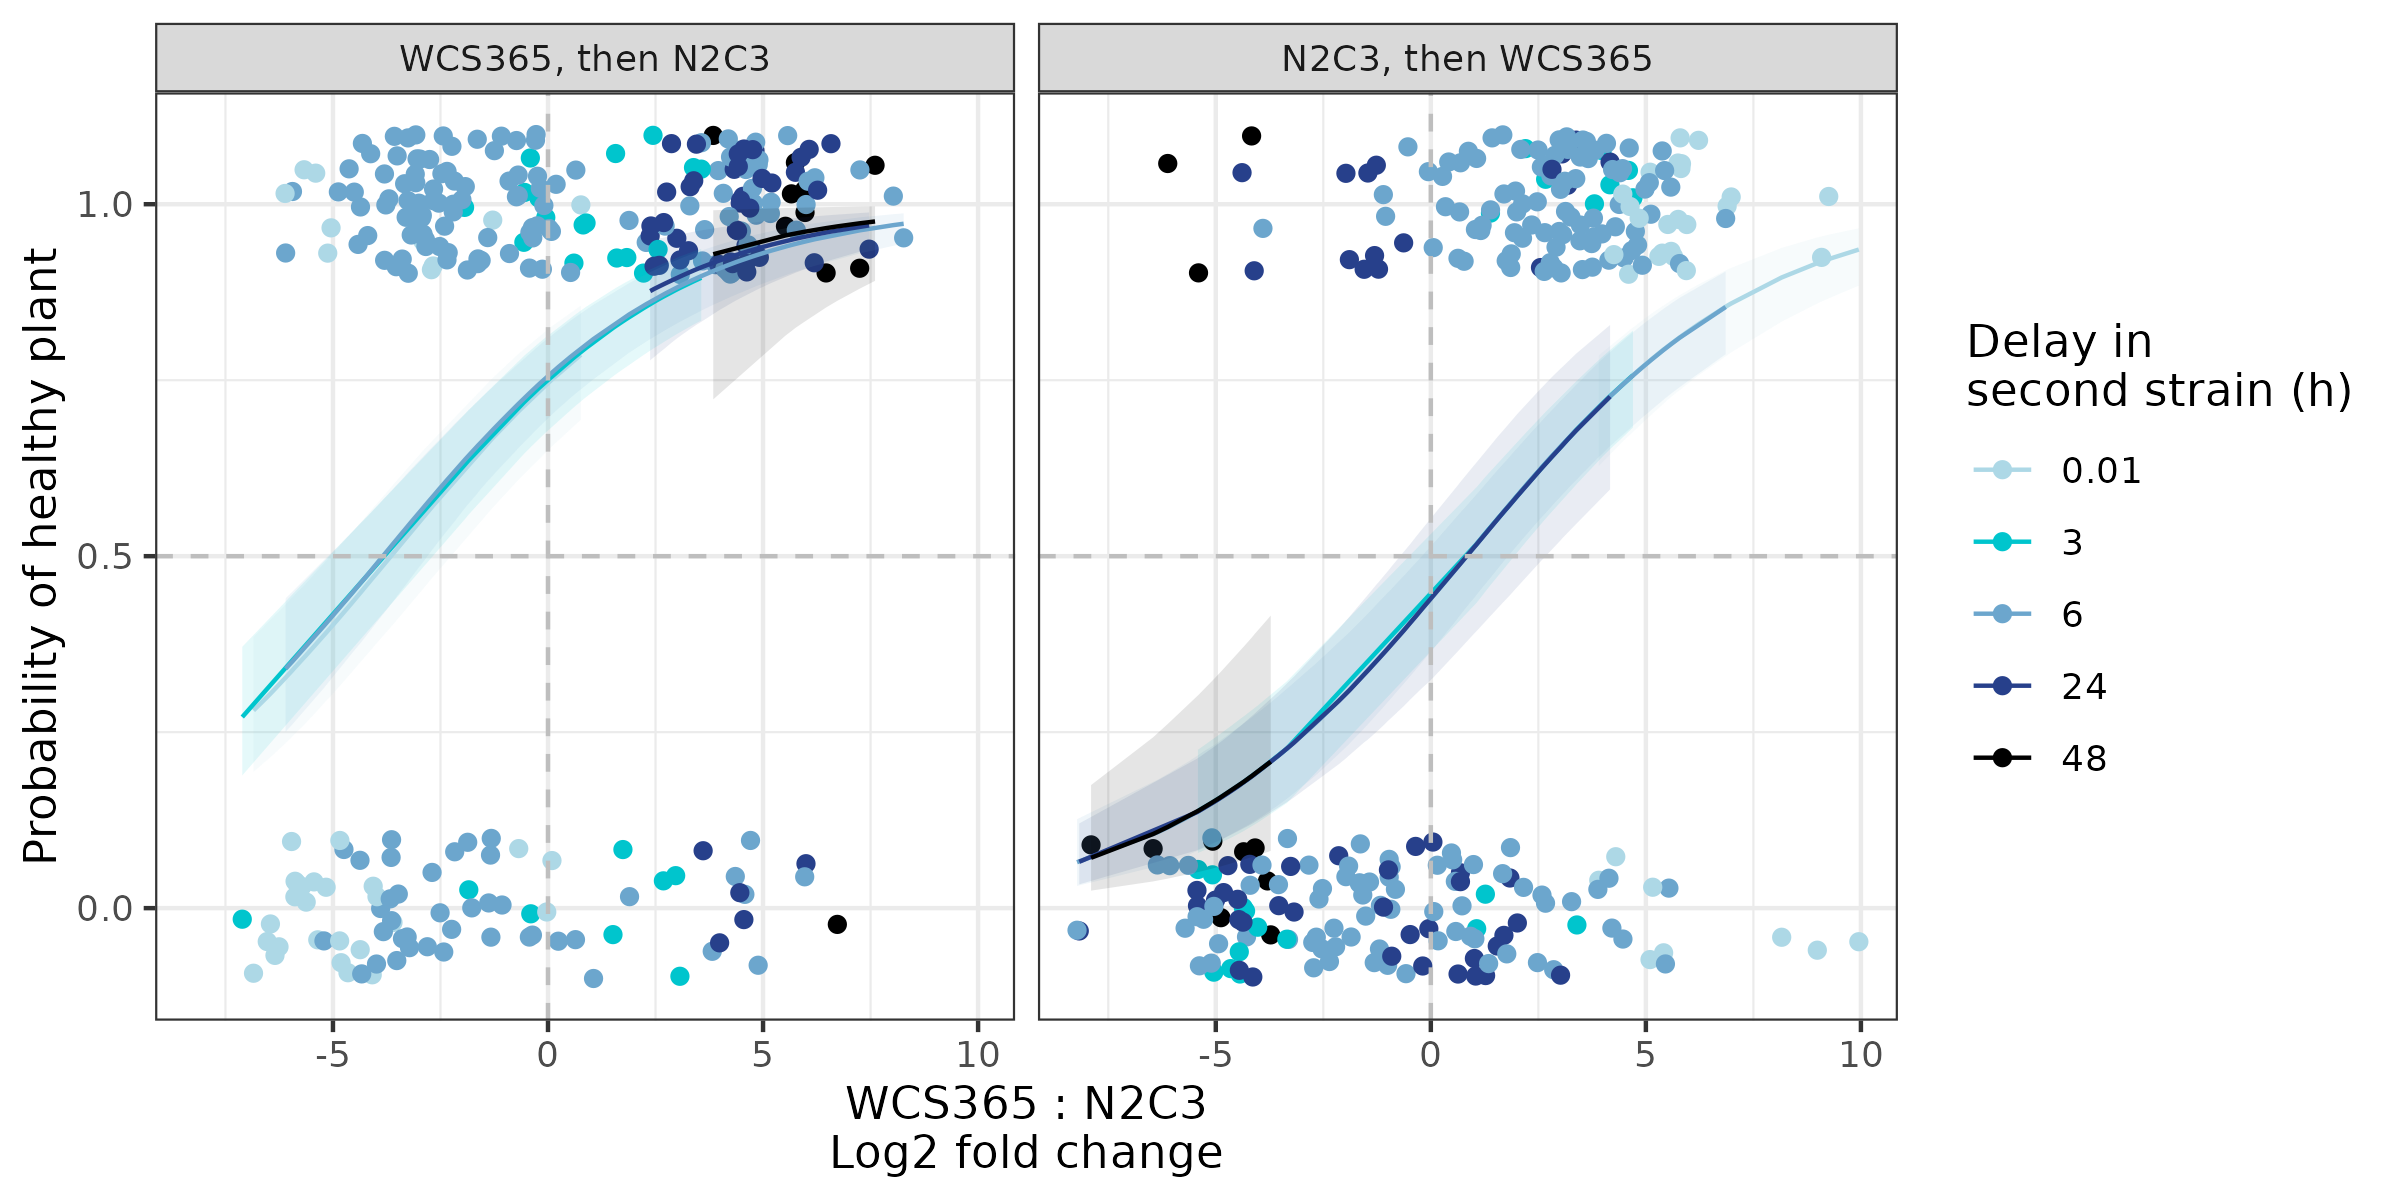 WCS365, then N2C3
N2C3, then WCS365
Probability of healthy plant
1.0
0.5
0.0
-5
0
5
10
-5
0
5
10
WCS365 : N2C3
Log2 fold change
Delay in
second strain (h)
0.01
3
6
24
48